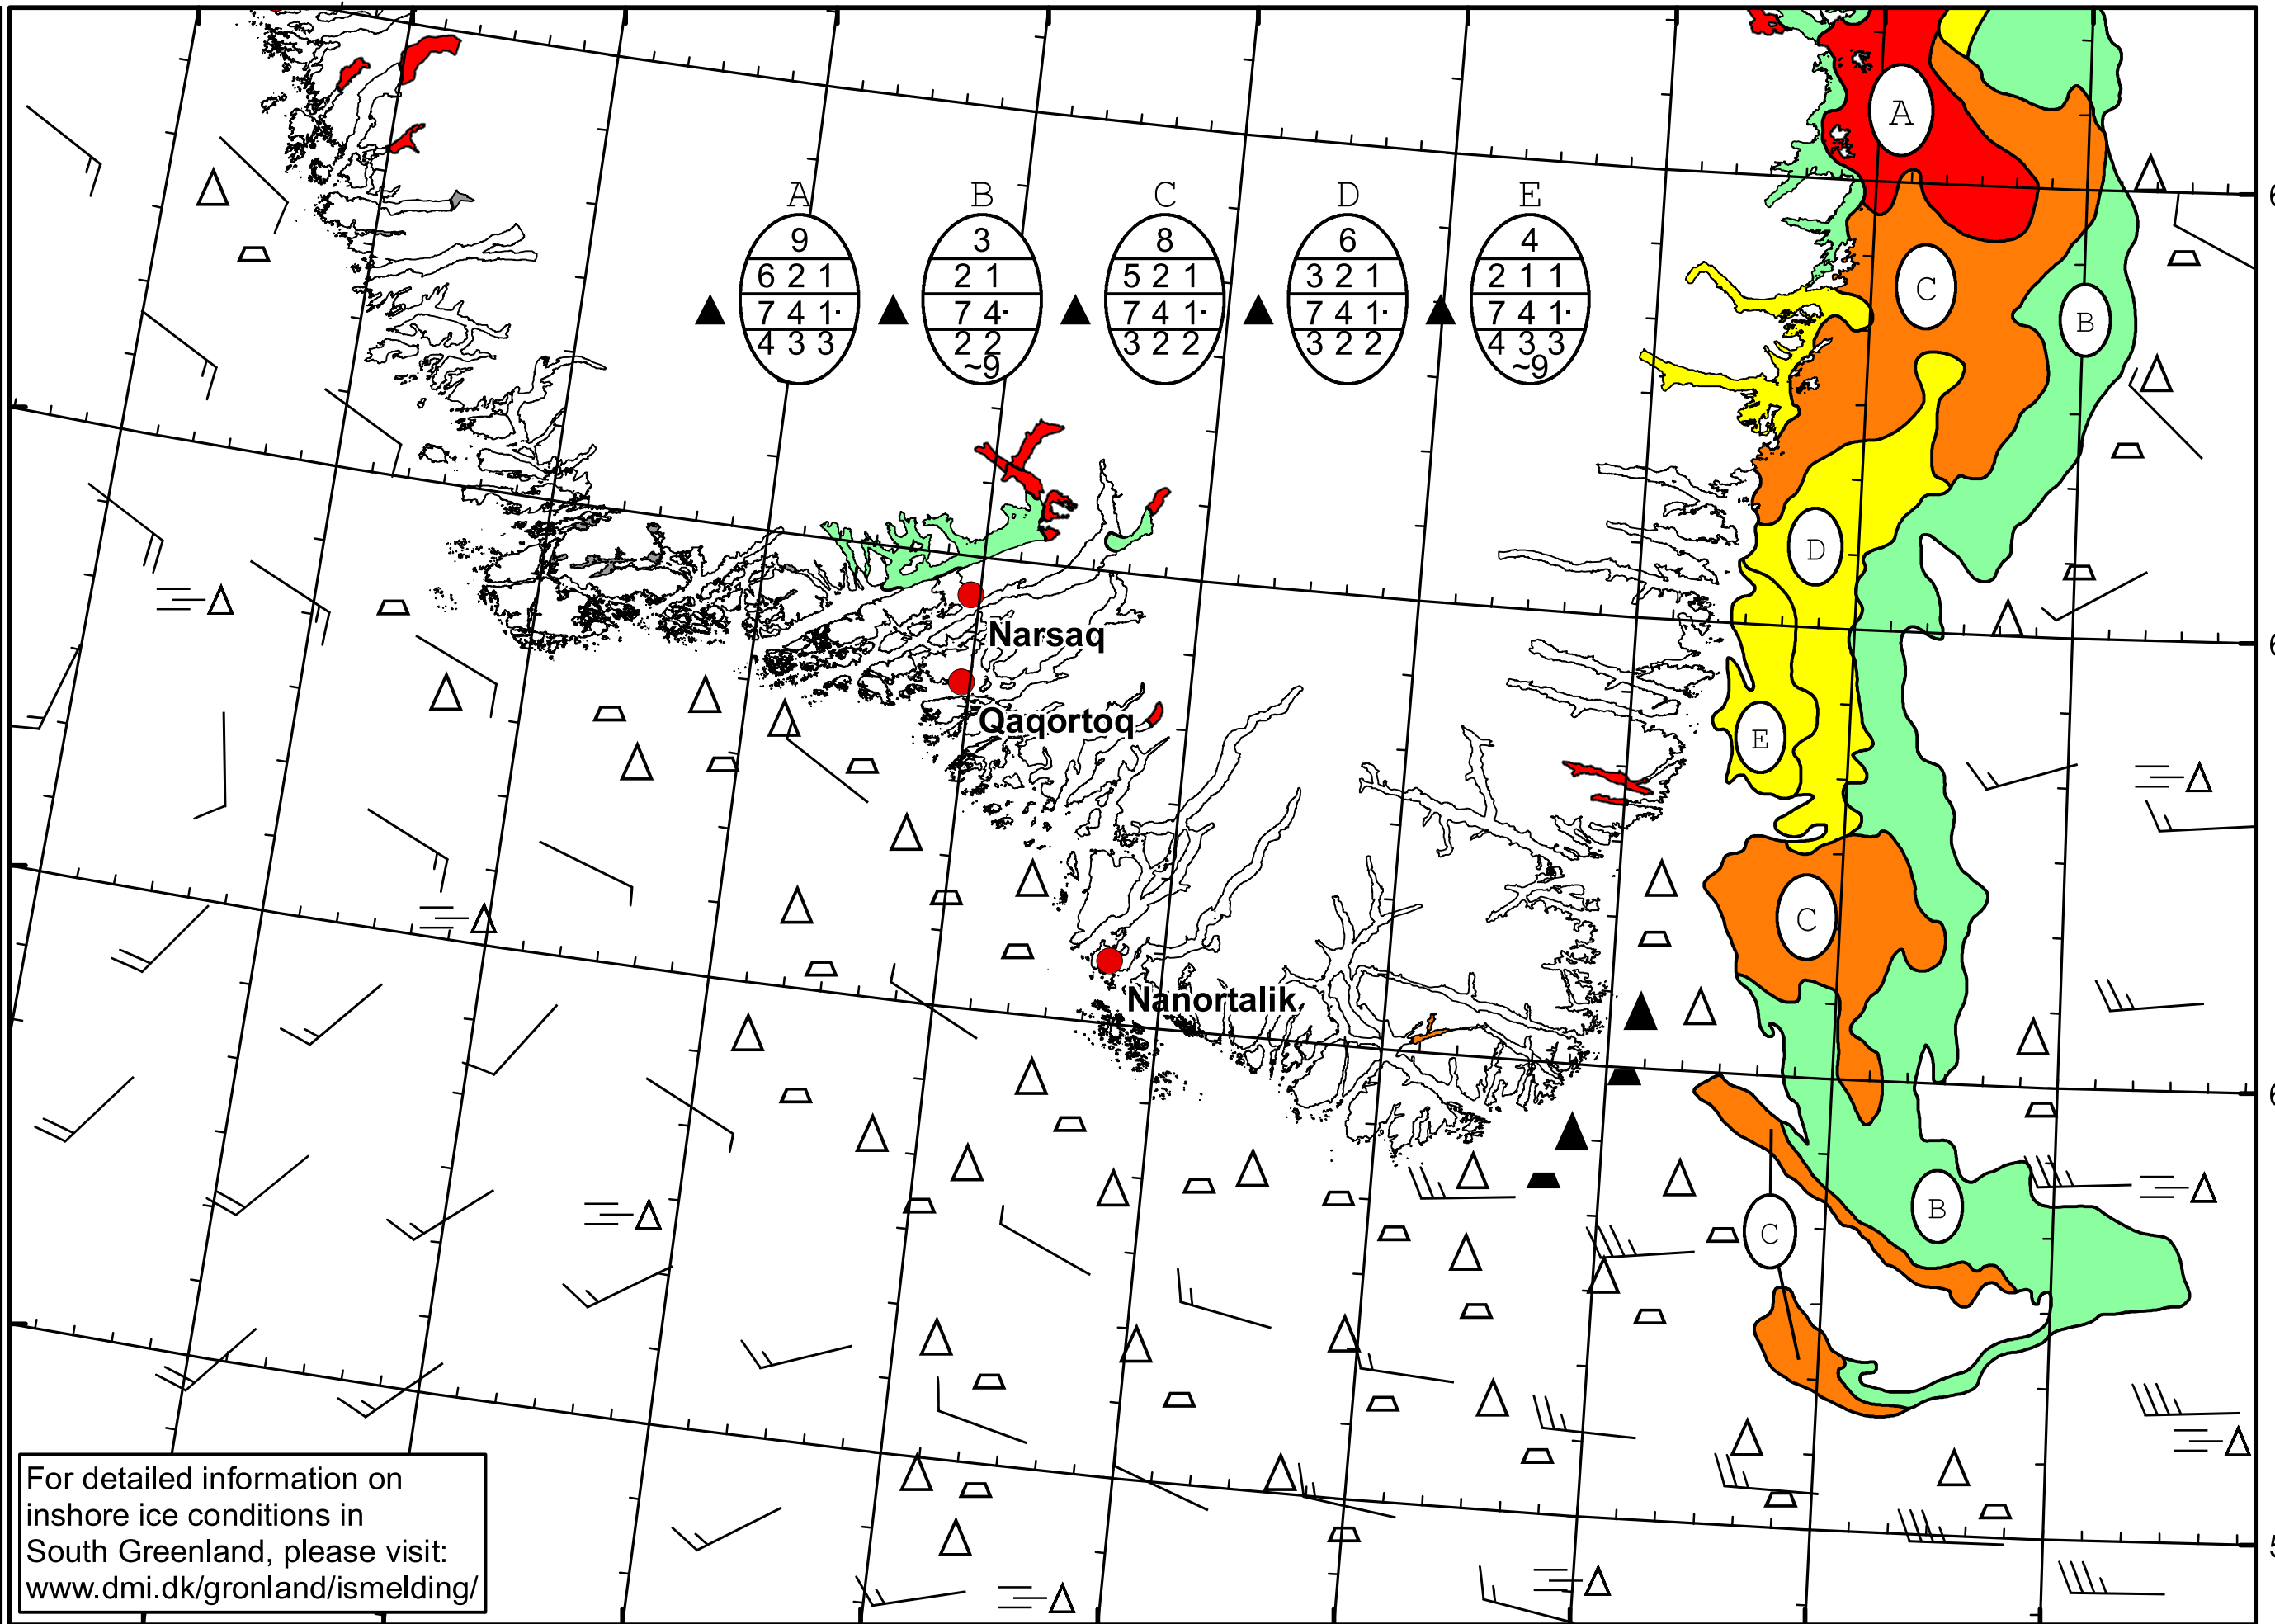 A
A B C D E
9 3 8 6 4
6 2 1 2 1 5 2 1 3 2 1 2 1 1
7 4 1· 7 4· 7 4 1· 7 4 1· 7 4 1·
4 3 3 2 2 3 2 2 3 2 2 4 3 3
~9 ~9
C
B
D
Narsaq
Qaqortoq
E
C
Nanortalik
B
C
For detailed information on
inshore ice conditions in
South Greenland, please visit:
www.dmi.dk/gronland/ismelding/